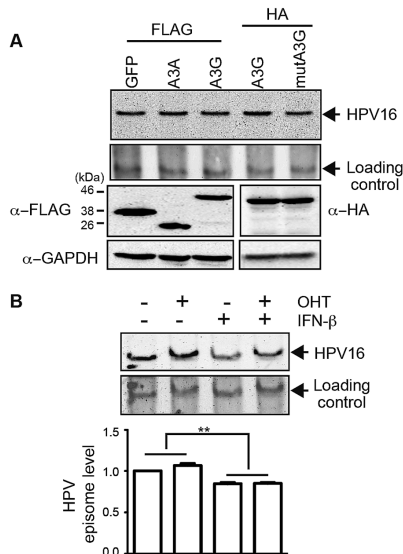 A
FLAG
HA
GFP
A3A
A3G
A3G
mutA3G
HPV16
Loading
control
(kDa)
46
38
26
α–FLAG
α–HA
α–GAPDH
B
- + - + OHT
- - + + IFN-β
HPV16
Loading
control
**
HPV
episome level
1.5
1.0
0.5
0.0